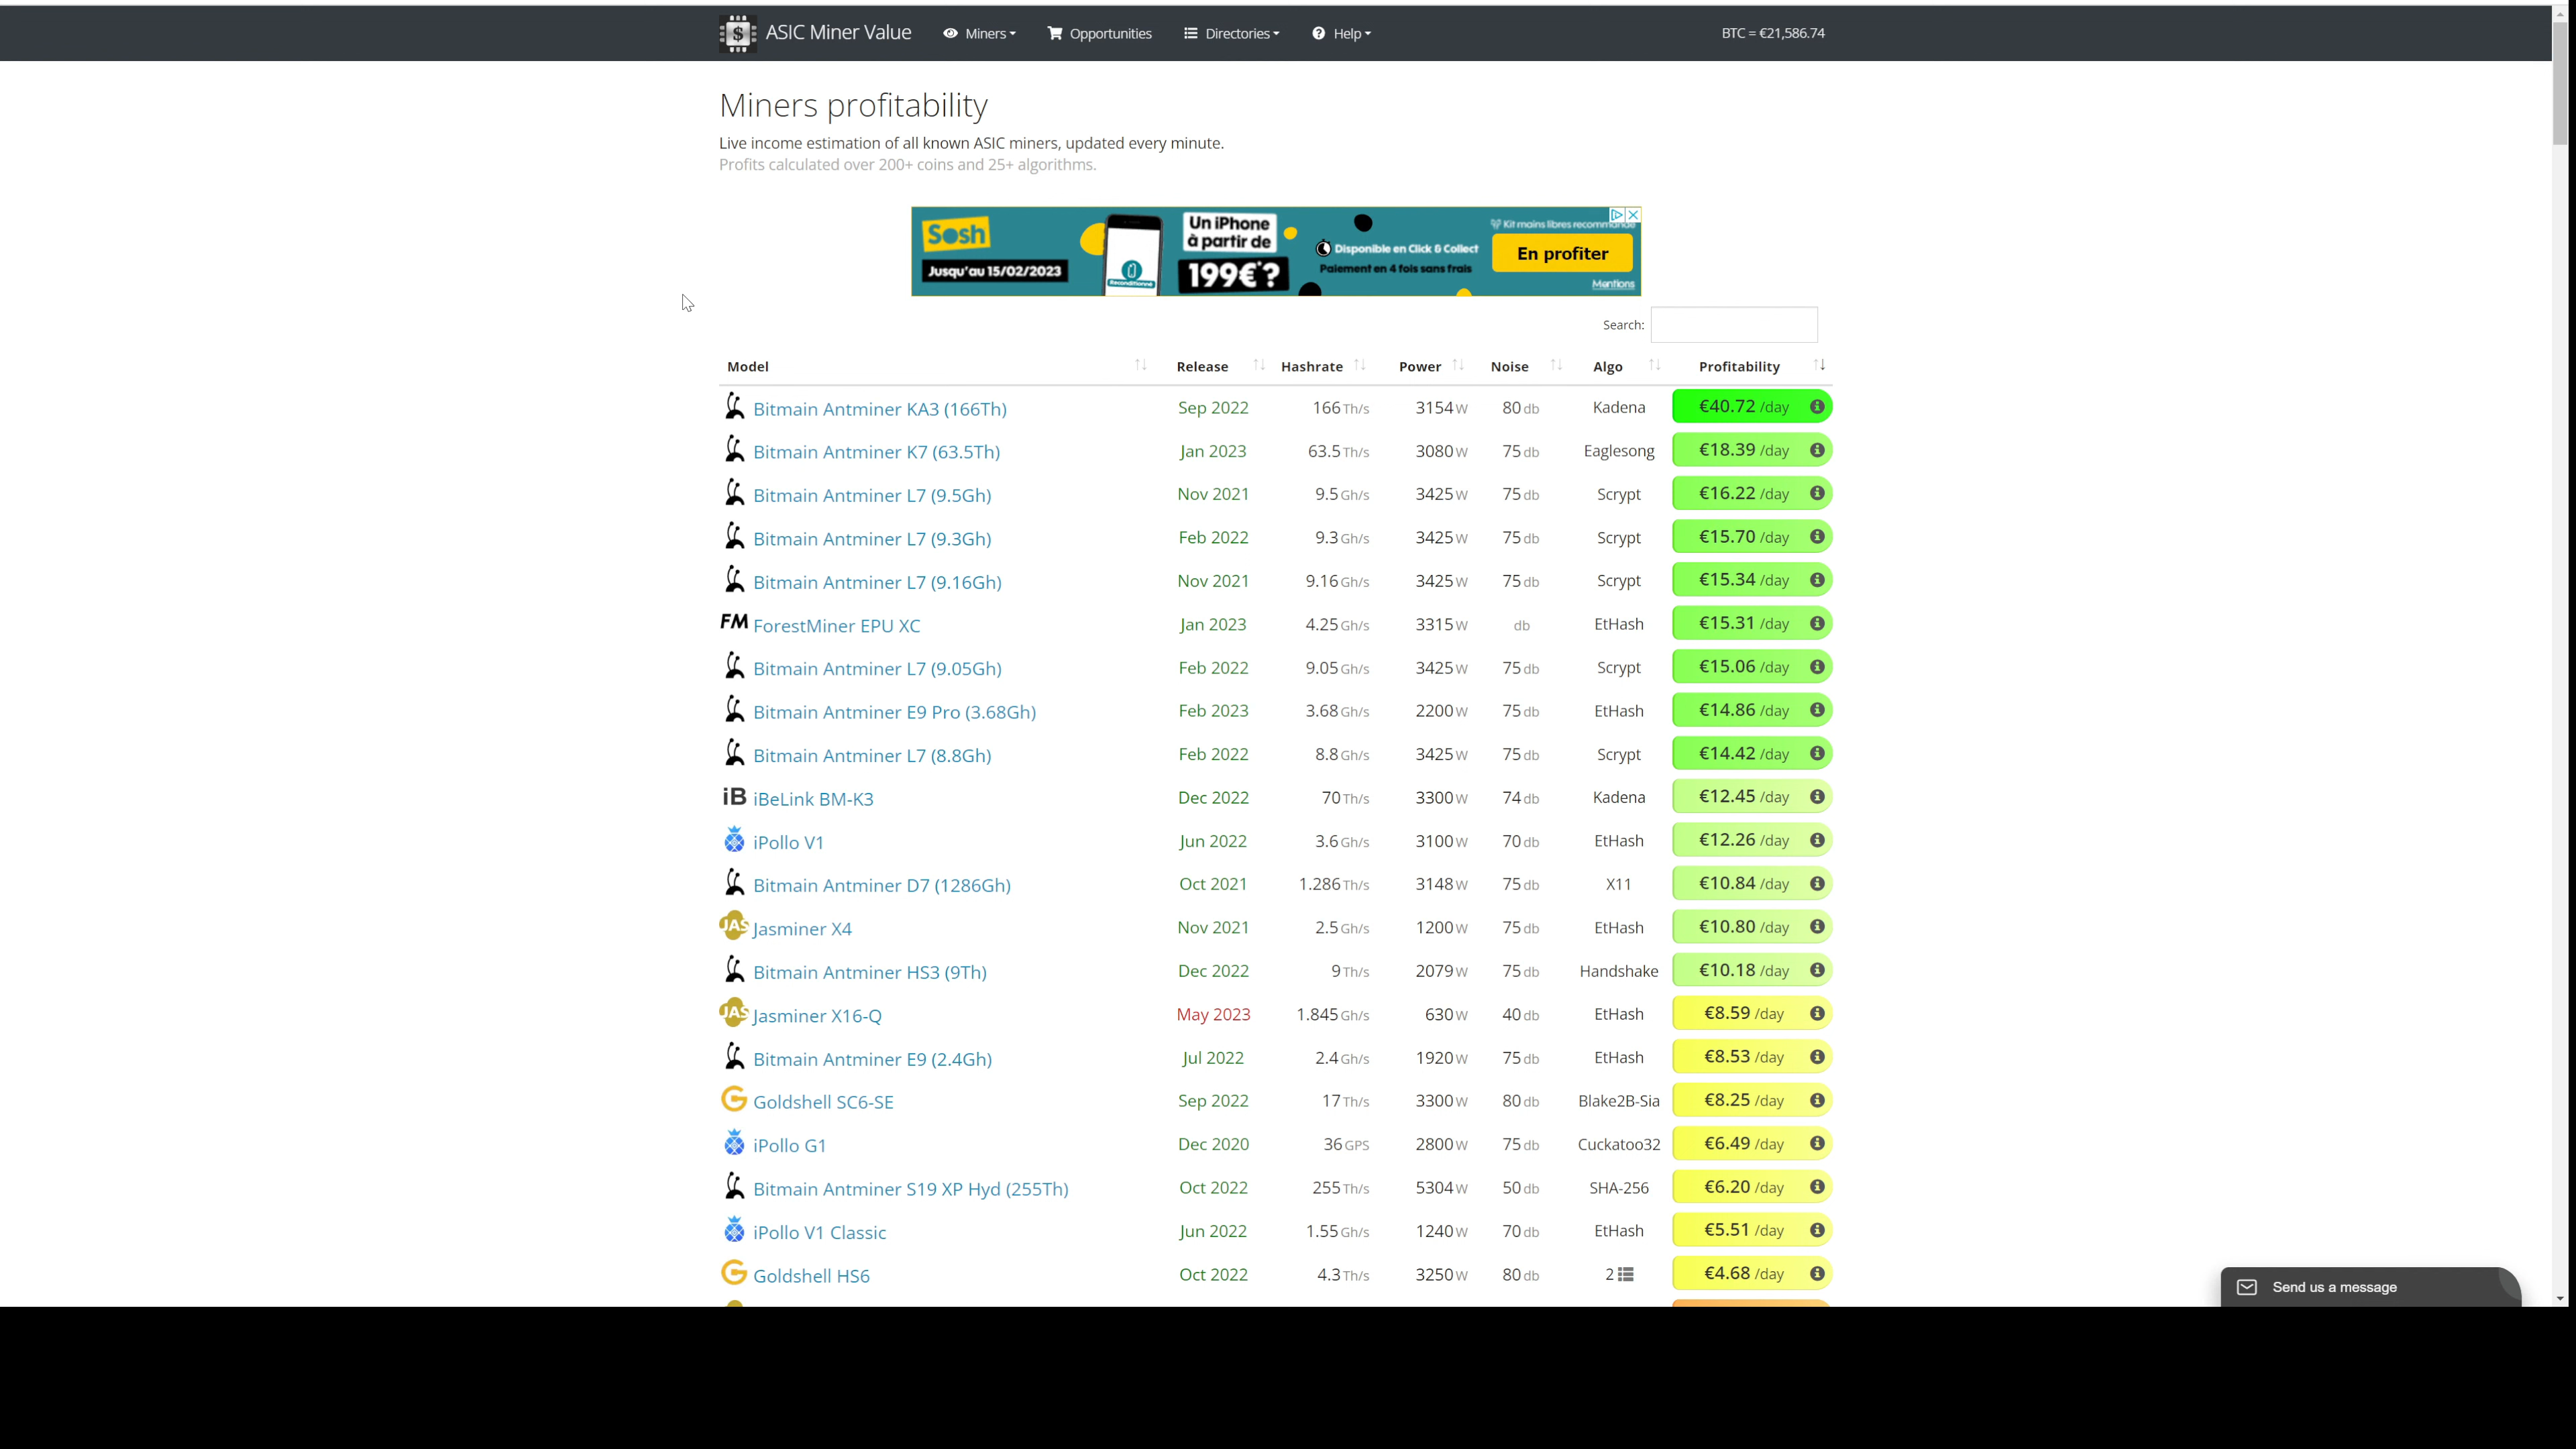 ASIC Miner Value Miners Opportunities Directories Help BTC = €21,586.74
Miners profitability
Live income estimation of all known ASIC miners, updated every minute.
Profits calculated over 200+ coins and 25+ algorithms.
Sosh
Jusqu'au 15/02/2023
Reconditionné
Un iPhone
à partir de
199€*?
Disponible en Click & Collect
Paiement en 4 fois sans frais
Kit mains libres recommandé
En profiter
Mentions
Search:
Model Release Hashrate Power Noise Algo Profitability
Bitmain Antminer KA3 (166Th) Sep 2022 166 Th/s 3154 W 80 db Kadena €40.72 /day
Bitmain Antminer K7 (63.5Th) Jan 2023 63.5 Th/s 3080 W 75 db Eaglesong €18.39 /day
Bitmain Antminer L7 (9.5Gh) Nov 2021 9.5 Gh/s 3425 W 75 db Scrypt €16.22 /day
Bitmain Antminer L7 (9.3Gh) Feb 2022 9.3 Gh/s 3425 W 75 db Scrypt €15.70 /day
Bitmain Antminer L7 (9.16Gh) Nov 2021 9.16 Gh/s 3425 W 75 db Scrypt €15.34 /day
FM ForestMiner EPU XC Jan 2023 4.25 Gh/s 3315 W db EtHash €15.31 /day
Bitmain Antminer L7 (9.05Gh) Feb 2022 9.05 Gh/s 3425 W 75 db Scrypt €15.06 /day
Bitmain Antminer E9 Pro (3.68Gh) Feb 2023 3.68 Gh/s 2200 W 75 db EtHash €14.86 /day
Bitmain Antminer L7 (8.8Gh) Feb 2022 8.8 Gh/s 3425 W 75 db Scrypt €14.42 /day
iB iBeLink BM-K3 Dec 2022 70 Th/s 3300 W 74 db Kadena €12.45 /day
iPollo V1 Jun 2022 3.6 Gh/s 3100 W 70 db EtHash €12.26 /day
Bitmain Antminer D7 (1286Gh) Oct 2021 1.286 Th/s 3148 W 75 db X11 €10.84 /day
JAS Jasminer X4 Nov 2021 2.5 Gh/s 1200 W 75 db EtHash €10.80 /day
Bitmain Antminer HS3 (9Th) Dec 2022 9 Th/s 2079 W 75 db Handshake €10.18 /day
JAS Jasminer X16-Q May 2023 1.845 Gh/s 630 W 40 db EtHash €8.59 /day
Bitmain Antminer E9 (2.4Gh) Jul 2022 2.4 Gh/s 1920 W 75 db EtHash €8.53 /day
G Goldshell SC6-SE Sep 2022 17 Th/s 3300 W 80 db Blake2B-Sia €8.25 /day
iPollo G1 Dec 2020 36 GPS 2800 W 75 db Cuckatoo32 €6.49 /day
Bitmain Antminer S19 XP Hyd (255Th) Oct 2022 255 Th/s 5304 W 50 db SHA-256 €6.20 /day
iPollo V1 Classic Jun 2022 1.55 Gh/s 1240 W 70 db EtHash €5.51 /day
G Goldshell HS6 Oct 2022 4.3 Th/s 3250 W 80 db 2 €4.68 /day
Send us a message